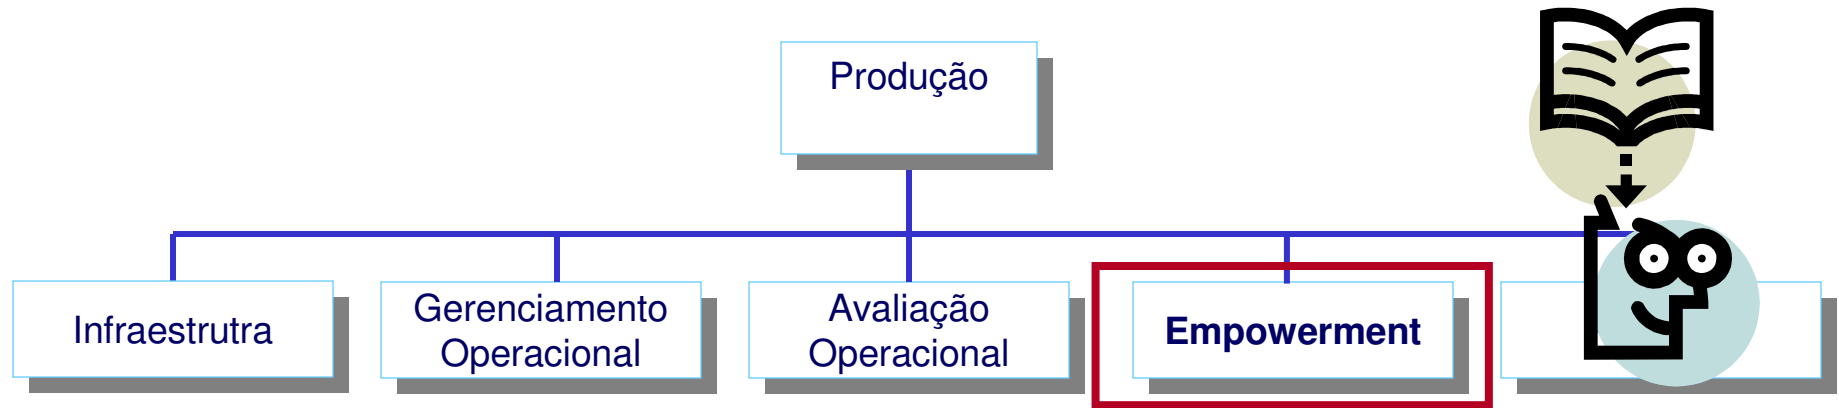 Produção
Infraestrutra
Gerenciamento
Operacional
Avaliação
Operacional
Empowerment